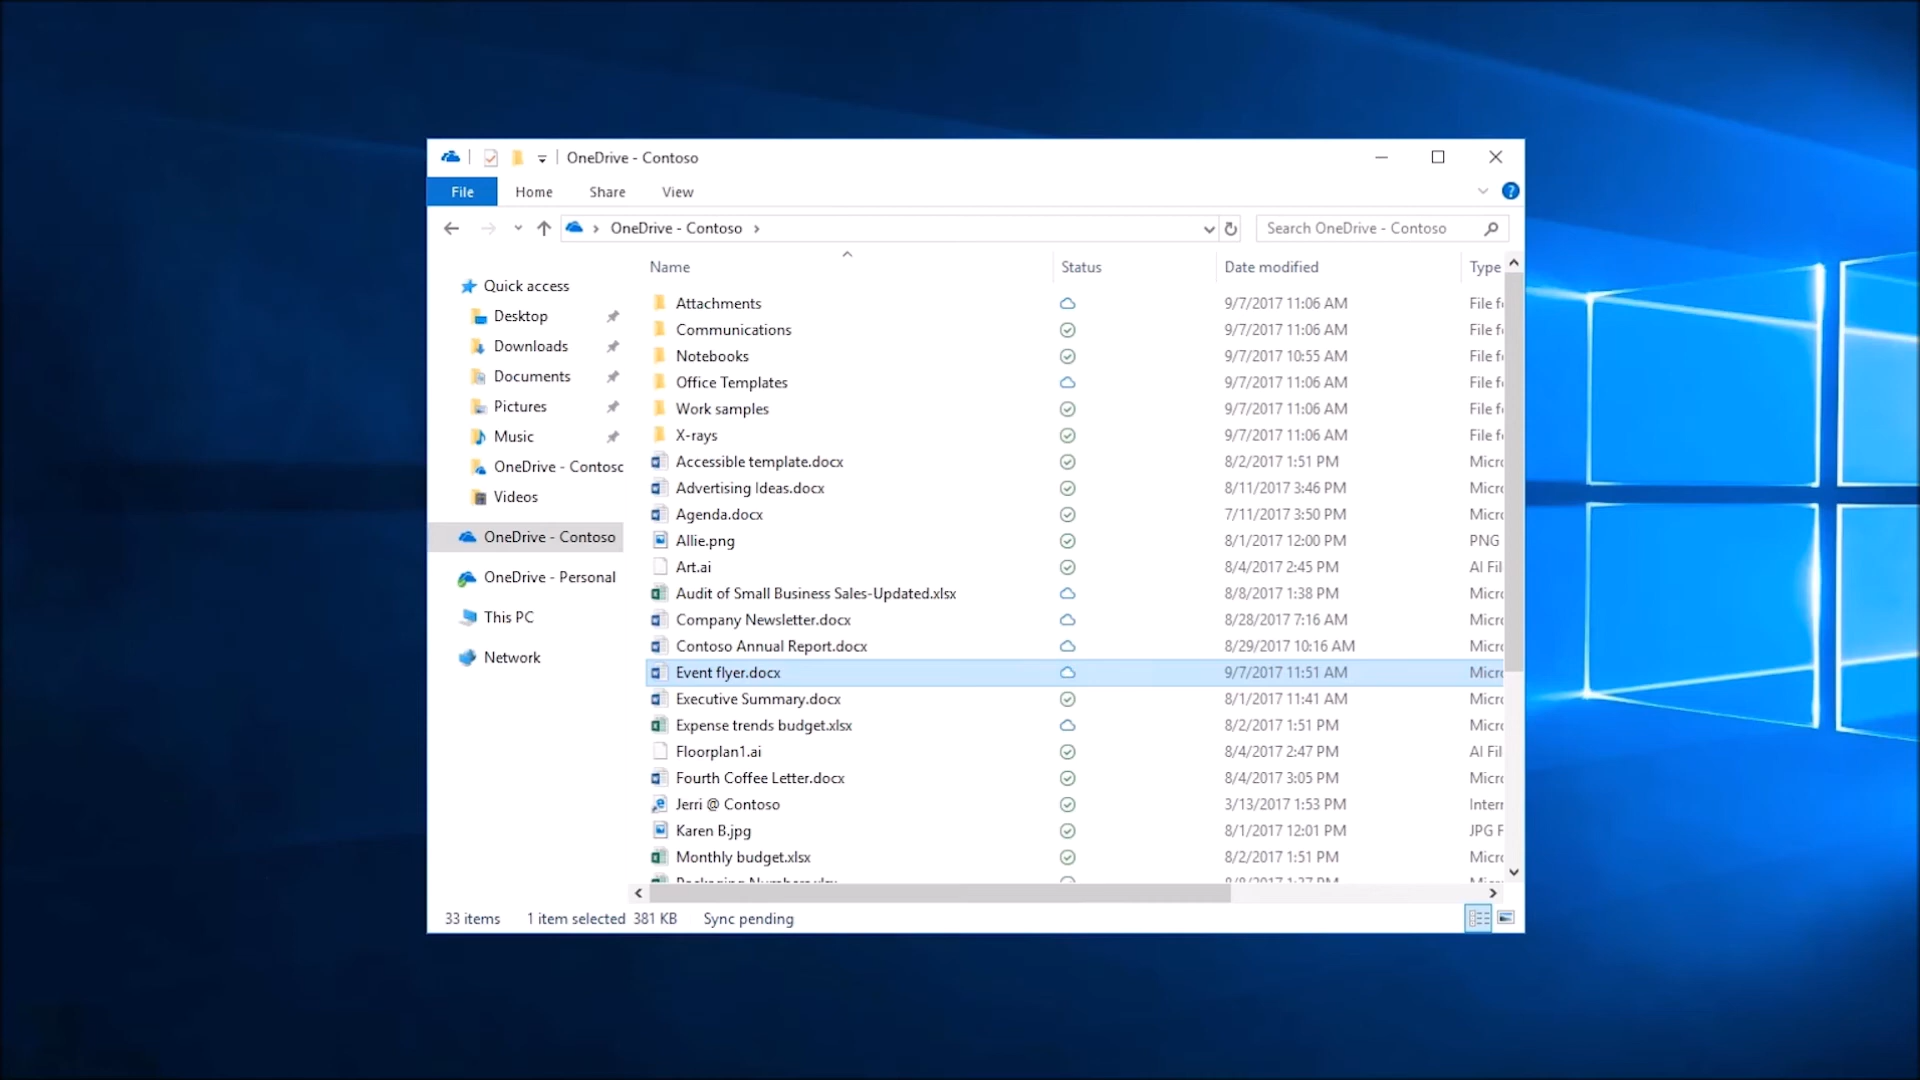 OneDrive - Contoso
File Home Share View
OneDrive - Contoso
Search OneDrive - Contoso
Name Status Date modified Type
Quick access
Desktop
Downloads
Documents
Pictures
Music
OneDrive - Contoso
Videos
OneDrive - Contoso
OneDrive - Personal
This PC
Network
Attachments 9/7/2017 11:06 AM File f
Communications 9/7/2017 11:06 AM File f
Notebooks 9/7/2017 10:55 AM File f
Office Templates 9/7/2017 11:06 AM File f
Work samples 9/7/2017 11:06 AM File f
X-rays 9/7/2017 11:06 AM File f
Accessible template.docx 8/2/2017 1:51 PM Micr
Advertising Ideas.docx 8/11/2017 3:46 PM Micr
Agenda.docx 7/11/2017 3:50 PM Micr
Allie.png 8/1/2017 12:00 PM PNG
Art.ai 8/4/2017 2:45 PM AI Fil
Audit of Small Business Sales-Updated.xlsx 8/8/2017 1:38 PM Micr
Company Newsletter.docx 8/28/2017 7:16 AM Micr
Contoso Annual Report.docx 8/29/2017 10:16 AM Micr
Event flyer.docx 9/7/2017 11:51 AM Micr
Executive Summary.docx 8/1/2017 11:41 AM Micr
Expense trends budget.xlsx 8/2/2017 1:51 PM Micr
Floorplan1.ai 8/4/2017 2:47 PM AI Fil
Fourth Coffee Letter.docx 8/4/2017 3:05 PM Micr
Jerri @ Contoso 3/13/2017 1:53 PM Inter
Karen B.jpg 8/1/2017 12:01 PM JPG F
Monthly budget.xlsx 8/2/2017 1:51 PM Micr
33 items 1 item selected 381 KB Sync pending